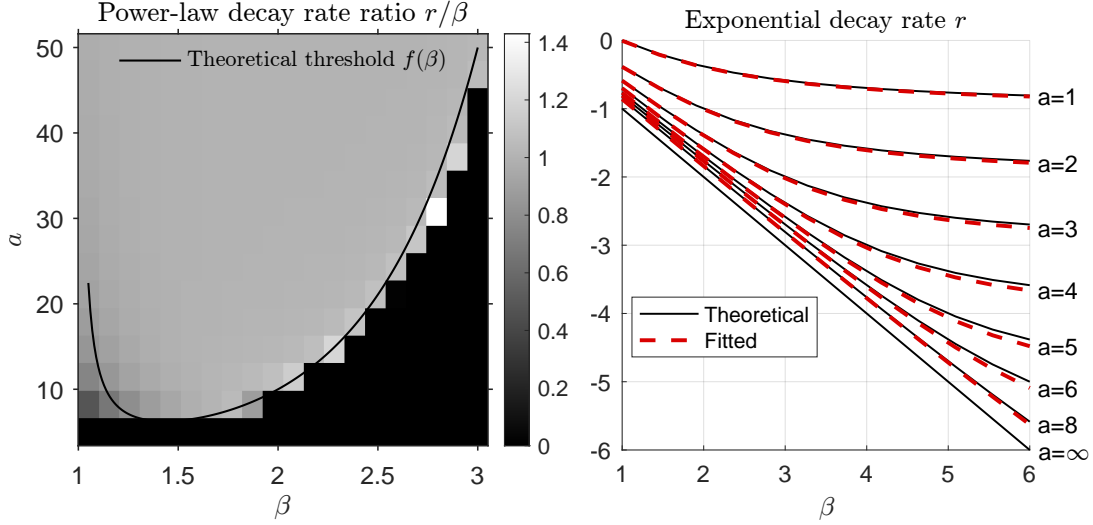 Power-law decay rate ratio r/β
50
40
30
20
10
a
1
1.5
2
2.5
3
β
Theoretical threshold f(β)
1.2
1
0.8
0.6
0.4
0.2
0
Exponential decay rate r
0
-1
-2
-3
-4
-5
-6
1
2
3
4
5
6
β
Theoretical
Fitted
a=1
a=2
a=3
a=4
a=5
a=6
a=8
a=∞